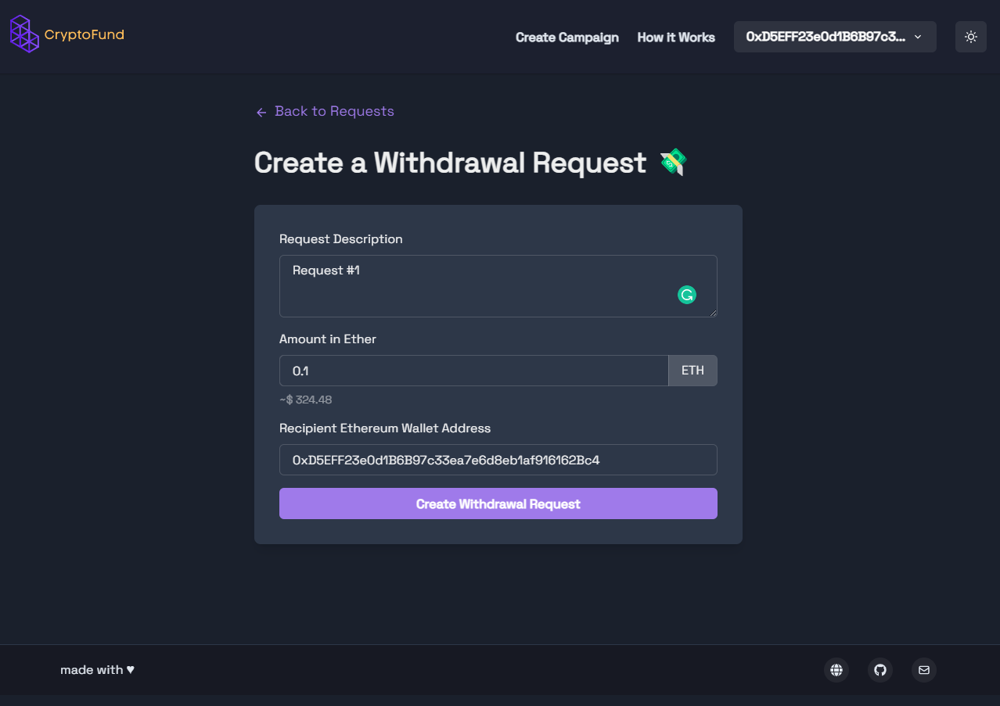 CryptoFund
Create Campaign
How it Works
0xD5EFF23e0d1B6B97c3...
Back to Requests
Create a Withdrawal Request
Request Description
Request #1
Amount in Ether
0.1
ETH
~$ 324.48
Recipient Ethereum Wallet Address
0xD5EFF23e0d1B6B97c33ea7e6d8eb1af916162Bc4
Create Withdrawal Request
made with ♥